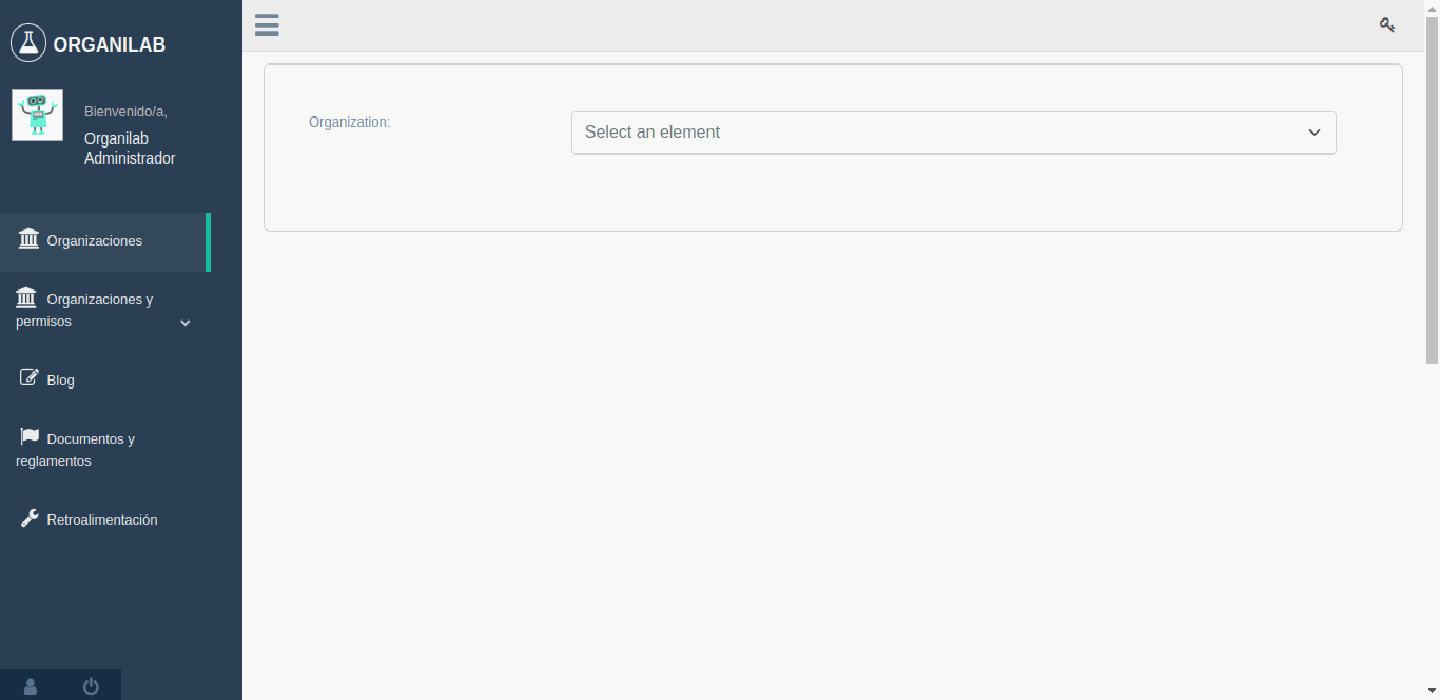 ORGANILAB
Bienvenido/a,
Organilab
Administrador
Organizaciones
Organizaciones y
permisos
Blog
Documentos y
reglamentos
Retroalimentación
Organization:
Select an element